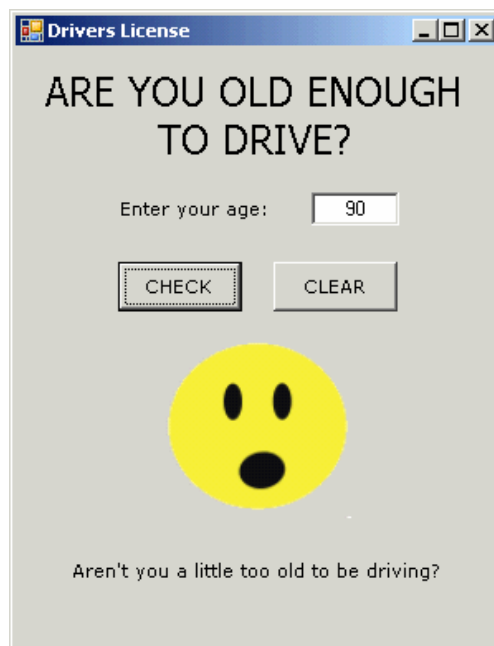 Drivers License
ARE YOU OLD ENOUGH
TO DRIVE?
Enter your age: 90
CHECK CLEAR
Aren't you a little too old to be driving?